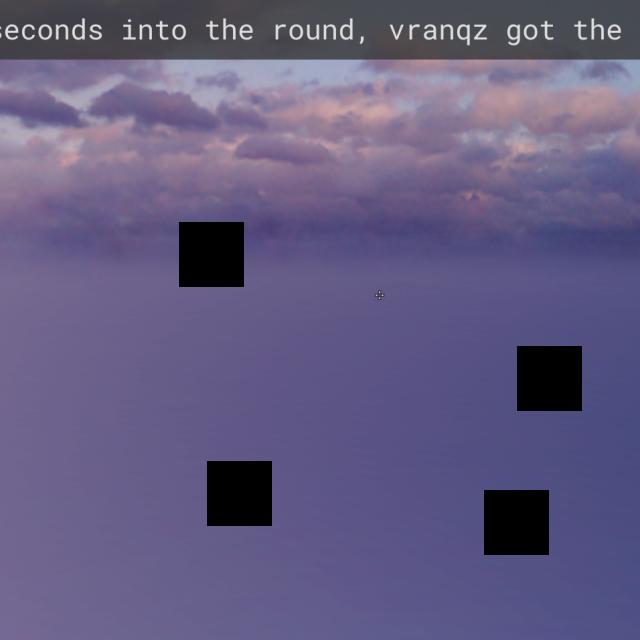 seconds into the round, vranqz got the